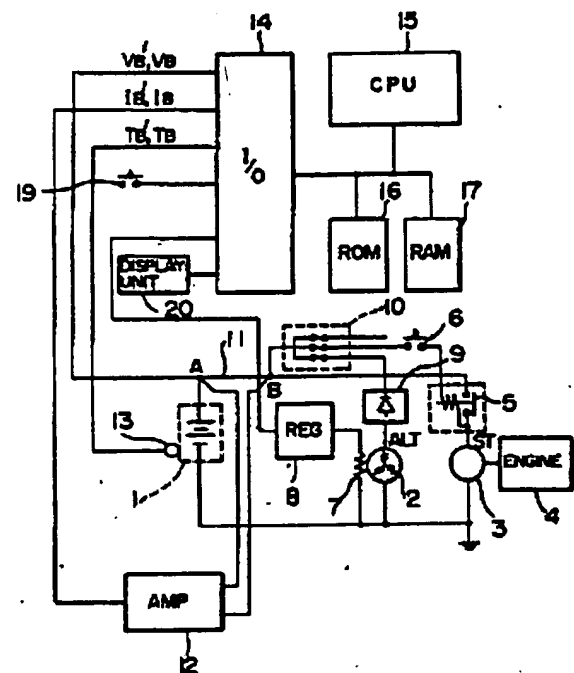 14
15
VB', VB
CPU
IB', IB
TB', TB
I/O
19
16
17
ROM
RAM
DISPLAY
UNIT
20
10
6
11
9
A
B
5
13
REG
ALT
ST
ENGINE
1
8
7
2
3
4
AMP
12